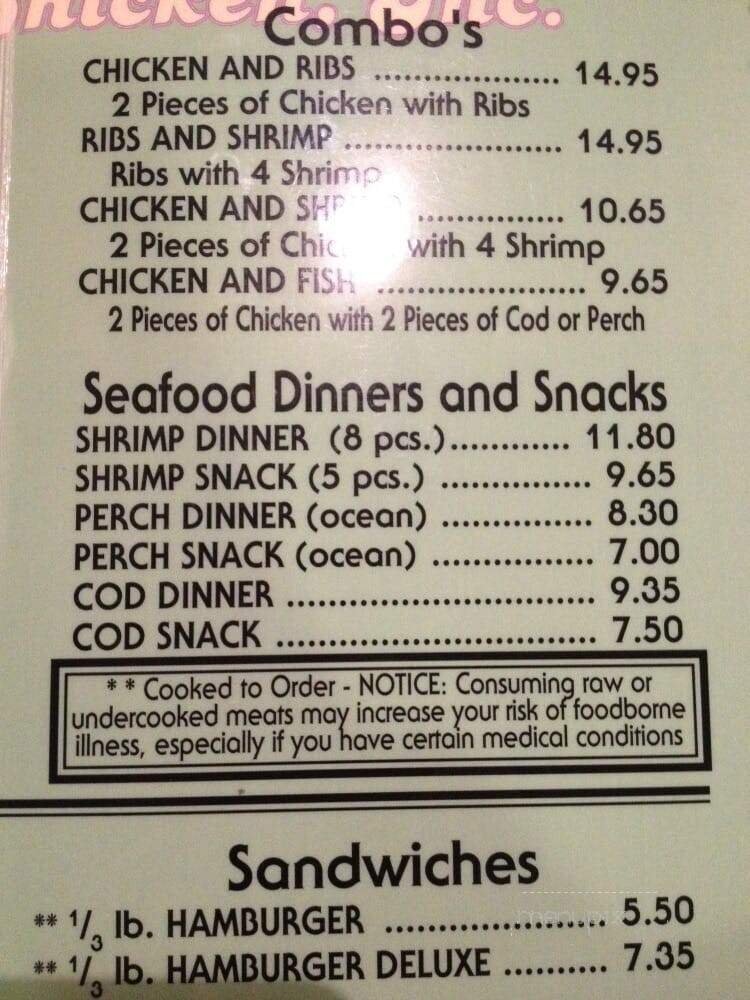 Chicken, Inc.
Combo's
CHICKEN AND RIBS .................. 14.95
2 Pieces of Chicken with Ribs
RIBS AND SHRIMP ..................... 14.95
Ribs with 4 Shrimp
CHICKEN AND SHRIMP ............... 10.65
2 Pieces of Chicken with 4 Shrimp
CHICKEN AND FISH ..................... 9.65
2 Pieces of Chicken with 2 Pieces of Cod or Perch
Seafood Dinners and Snacks
SHRIMP DINNER (8 pcs.)............ 11.80
SHRIMP SNACK (5 pcs.) ............... 9.65
PERCH DINNER (ocean) ............... 8.30
PERCH SNACK (ocean) ................ 7.00
COD DINNER .............................. 9.35
COD SNACK ............................... 7.50
** Cooked to Order - NOTICE: Consuming raw or
undercooked meats may increase your risk of foodborne
illness, especially if you have certain medical conditions
Sandwiches
** 1/3 lb. HAMBURGER ...................... 5.50
** 1/3 lb. HAMBURGER DELUXE .......... 7.35